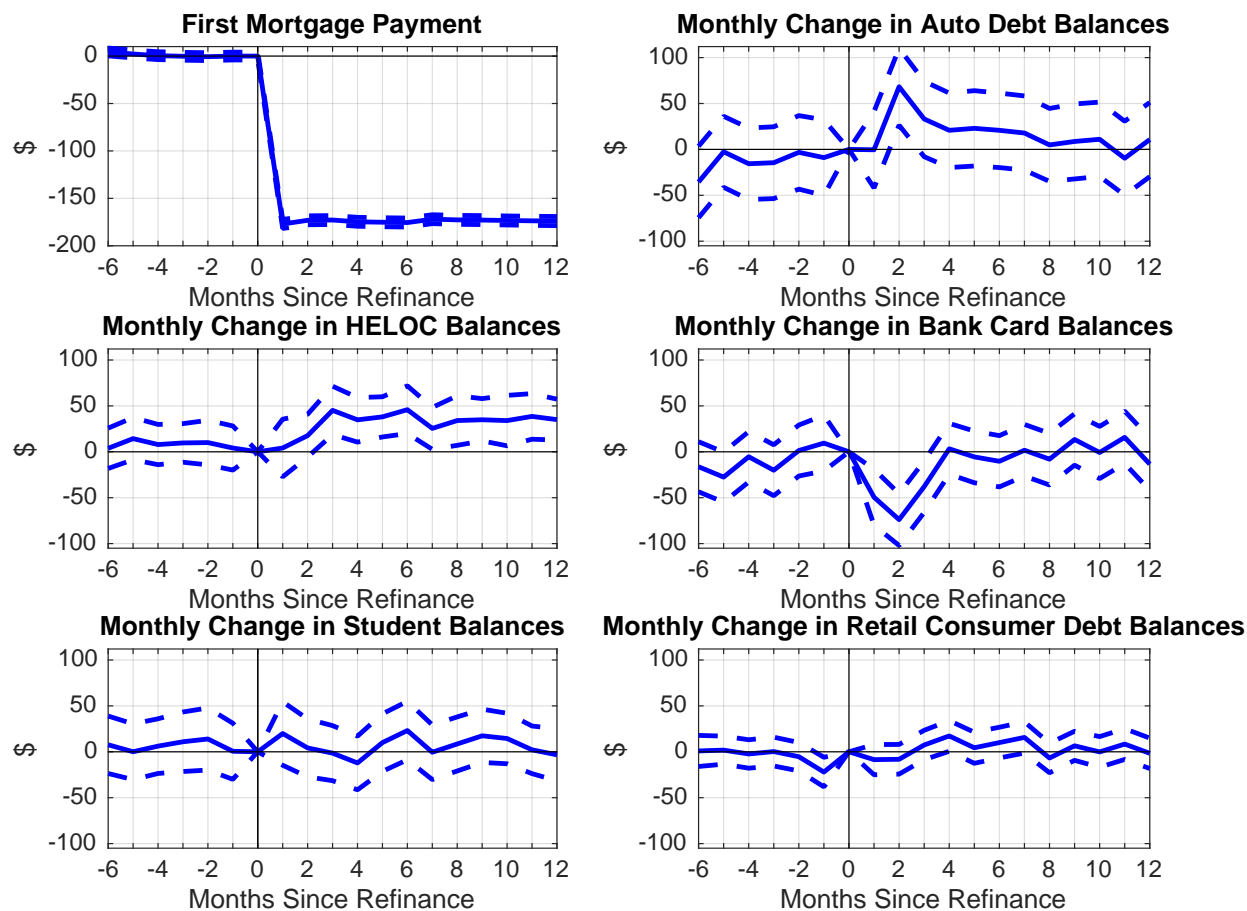 First Mortgage Payment
0
-50
-100
-150
-200
$
-6 -4 -2 0 2 4 6 8 10 12
Months Since Refinance
Monthly Change in Auto Debt Balances
100
50
0
-50
-100
$
-6 -4 -2 0 2 4 6 8 10 12
Months Since Refinance
Monthly Change in HELOC Balances
100
50
0
-50
-100
$
-6 -4 -2 0 2 4 6 8 10 12
Months Since Refinance
Monthly Change in Bank Card Balances
100
50
0
-50
-100
$
-6 -4 -2 0 2 4 6 8 10 12
Months Since Refinance
Monthly Change in Student Balances
100
50
0
-50
-100
$
-6 -4 -2 0 2 4 6 8 10 12
Months Since Refinance
Monthly Change in Retail Consumer Debt Balances
100
50
0
-50
-100
$
-6 -4 -2 0 2 4 6 8 10 12
Months Since Refinance